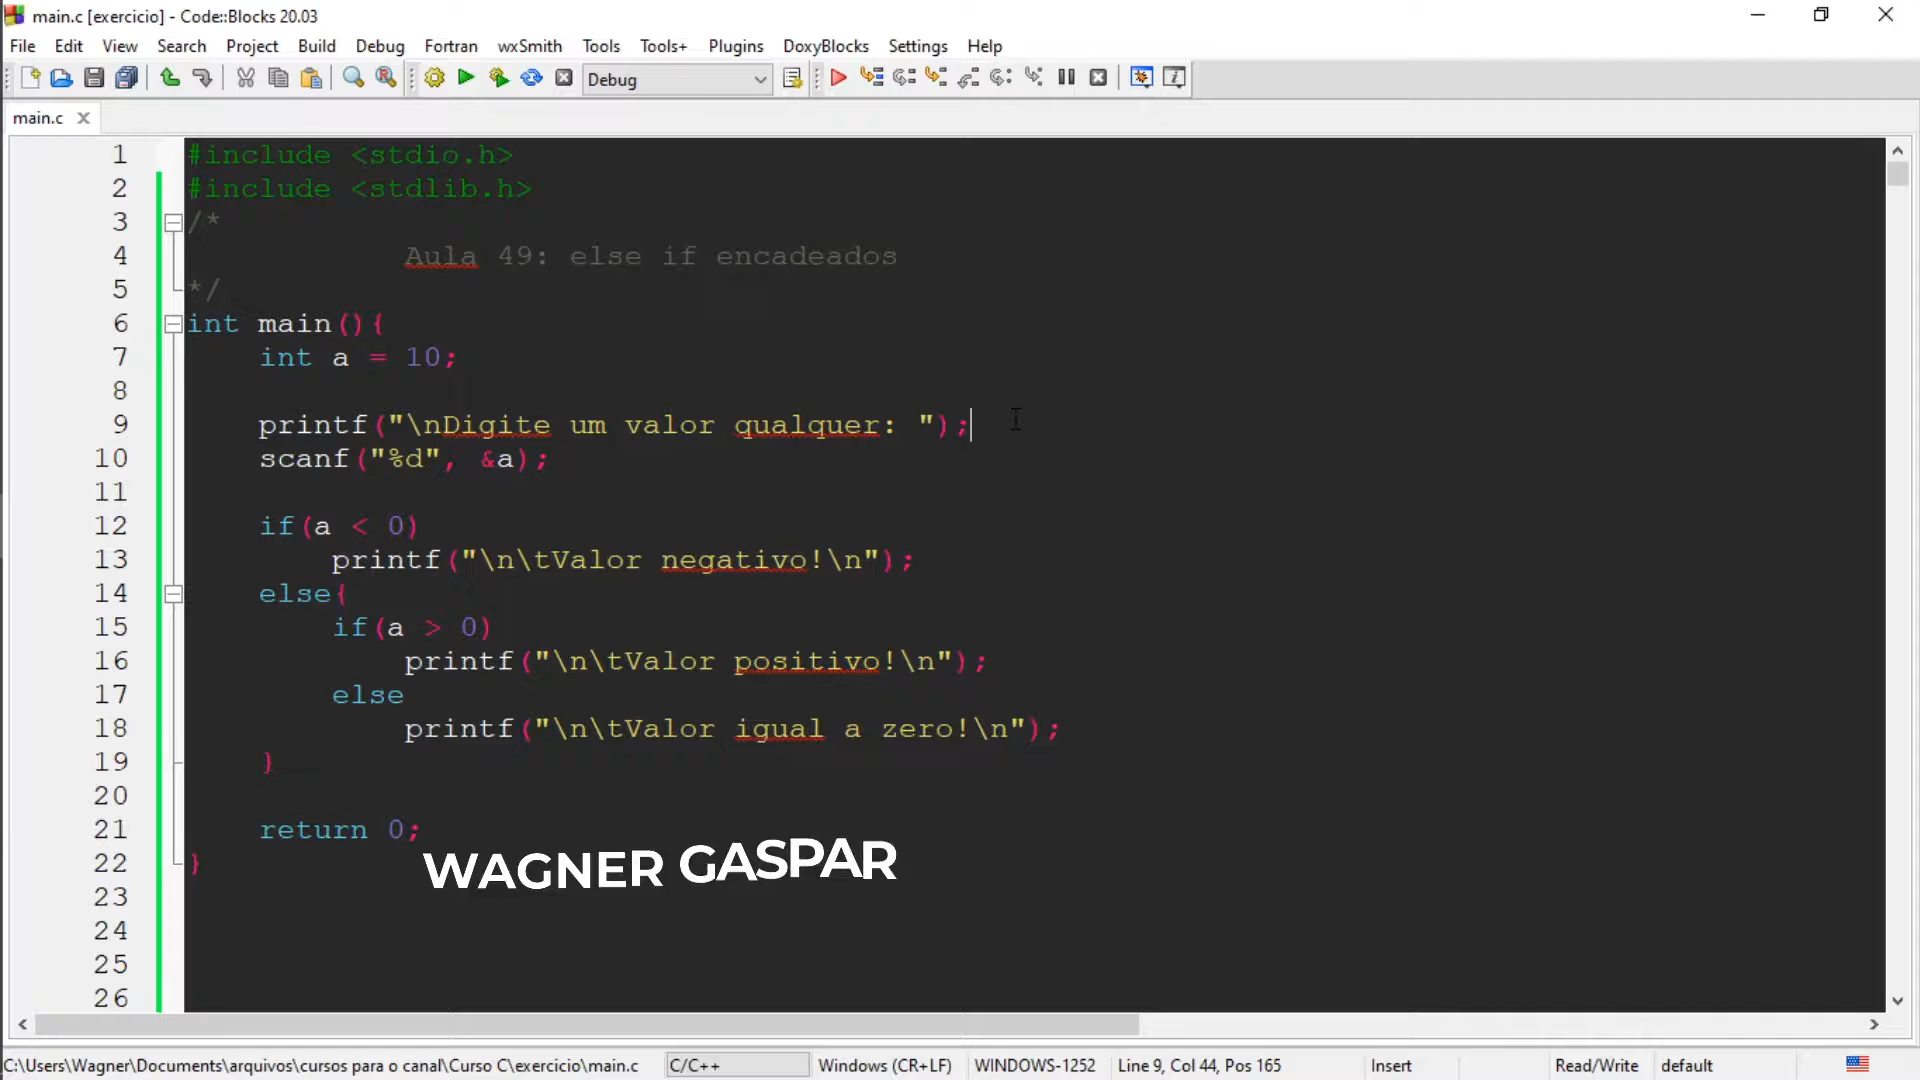 main.c [exercicio] - Code::Blocks 20.03
File Edit View Search Project Build Debug Fortran wxSmith Tools Tools+ Plugins DoxyBlocks Settings Help
Debug
main.c
1 #include <stdio.h>
2 #include <stdlib.h>
3 /*
4 Aula 49: else if encadeados
5 */
6 int main(){
7 int a = 10;
8
9 printf("\nDigite um valor qualquer: ");
10 scanf("%d", &a);
11
12 if(a < 0)
13 printf("\n\tValor negativo!\n");
14 else{
15 if(a > 0)
16 printf("\n\tValor positivo!\n");
17 else
18 printf("\n\tValor igual a zero!\n");
19 }
20
21 return 0;
22 }
WAGNER GASPAR
23
24
25
26
C:\Users\Wagner\Documents\arquivos\cursos para o canal\Curso C\exercicio\main.c C/C++ Windows (CR+LF) WINDOWS-1252 Line 9, Col 44, Pos 165 Insert Read/Write default